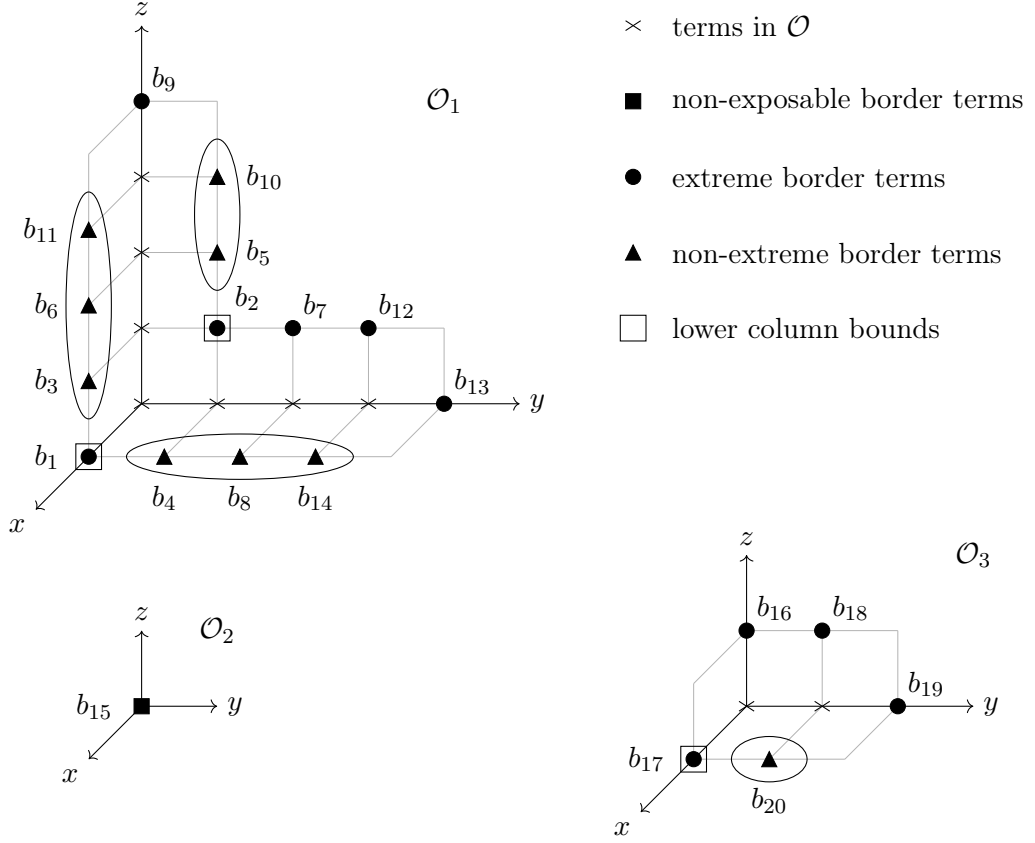 z
b₉
𝒪₁
b₁₀
b₁₁
b₅
b₆
b₂
b₇
b₁₂
b₃
b₁₃
y
b₁
b₄
b₈
b₁₄
x
terms in 𝒪
non-exposable border terms
extreme border terms
non-extreme border terms
lower column bounds
z
𝒪₂
b₁₅
y
x
z
𝒪₃
b₁₆
b₁₈
b₁₉
y
b₁₇
b₂₀
x